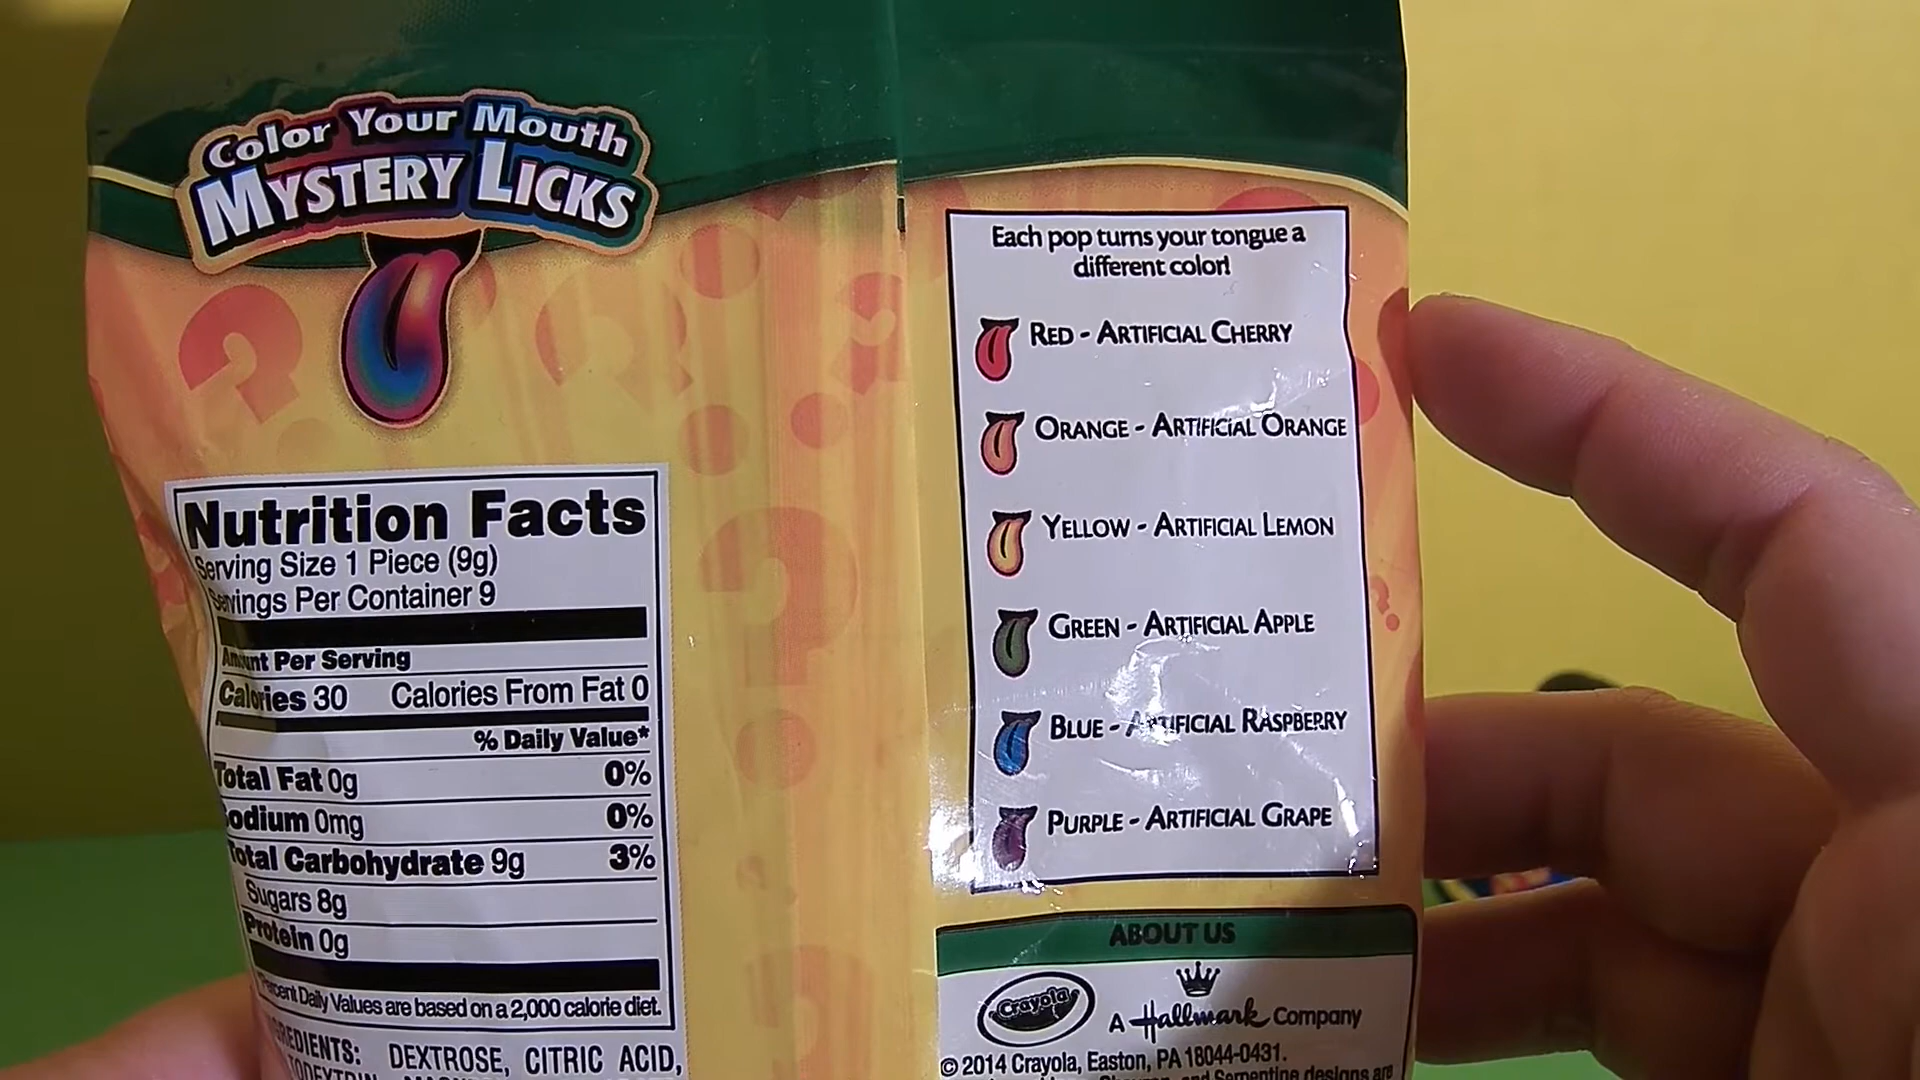 Color Your Mouth
MYSTERY LICKS
Nutrition Facts
Serving Size 1 Piece (9g)
Servings Per Container 9
Amount Per Serving
Calories 30 Calories From Fat 0
% Daily Value*
Total Fat 0g 0%
Sodium 0mg 0%
Total Carbohydrate 9g 3%
Sugars 8g
Protein 0g
*Percent Daily Values are based on a 2,000 calorie diet.
INGREDIENTS: DEXTROSE, CITRIC ACID,
Each pop turns your tongue a
different color!
RED - ARTIFICIAL CHERRY
ORANGE - ARTIFICIAL ORANGE
YELLOW - ARTIFICIAL LEMON
GREEN - ARTIFICIAL APPLE
BLUE - ARTIFICIAL RASPBERRY
PURPLE - ARTIFICIAL GRAPE
ABOUT US
Crayola
A Hallmark Company
© 2014 Crayola, Easton, PA 18044-0431.
and Serpentine designs are